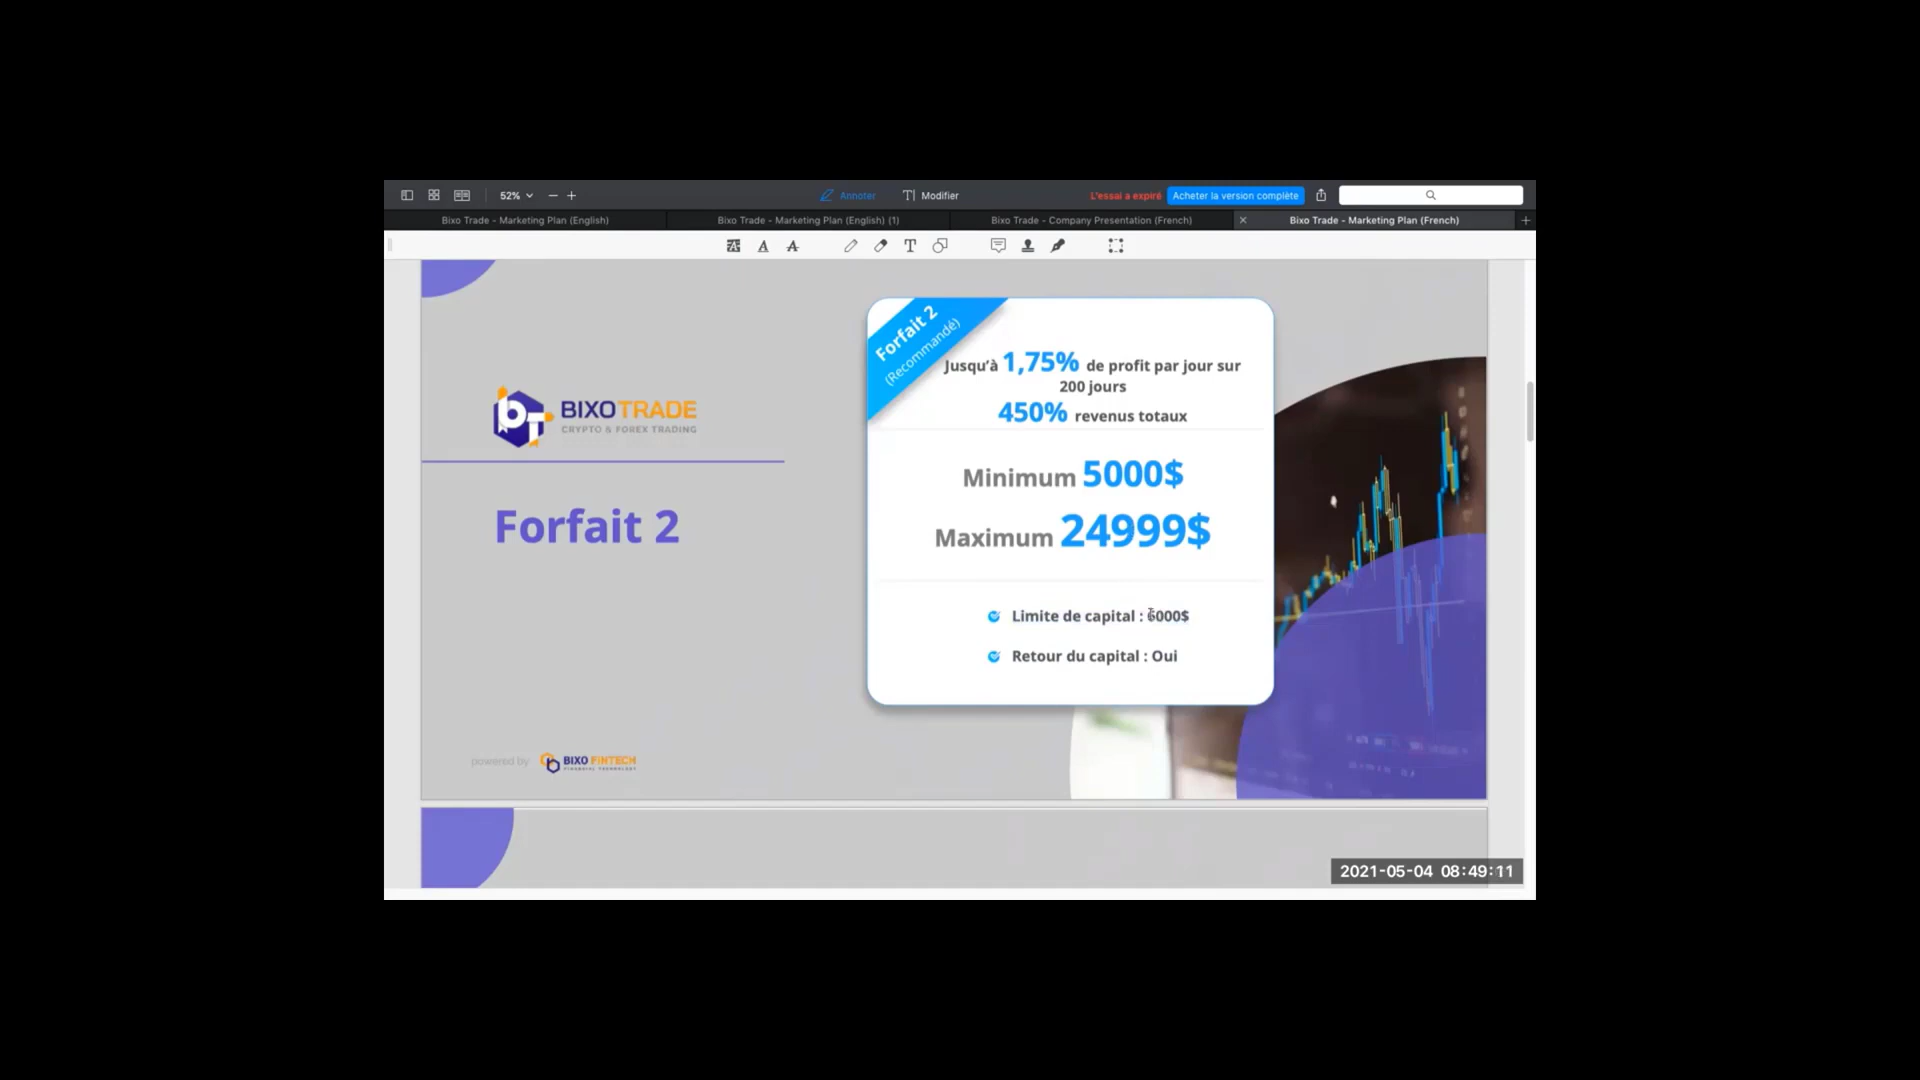 52%
Annoter
Modifier
L'essai a expiré
Acheter la version complète
Bixo Trade - Marketing Plan (English)
Bixo Trade - Marketing Plan (English) (1)
Bixo Trade - Company Presentation (French)
Bixo Trade - Marketing Plan (French)
Forfait 2
(Recommandé)
Jusqu'à 1,75% de profit par jour sur
200 jours
450% revenus totaux
BIXOTRADE
CRYPTO & FOREX TRADING
Minimum 5000$
Maximum 24999$
Forfait 2
Limite de capital :
Retour du capital : Oui
powered by BIXO FINTECH
FINANCIAL TECHNOLOGY
2021-05-04 08:49:11